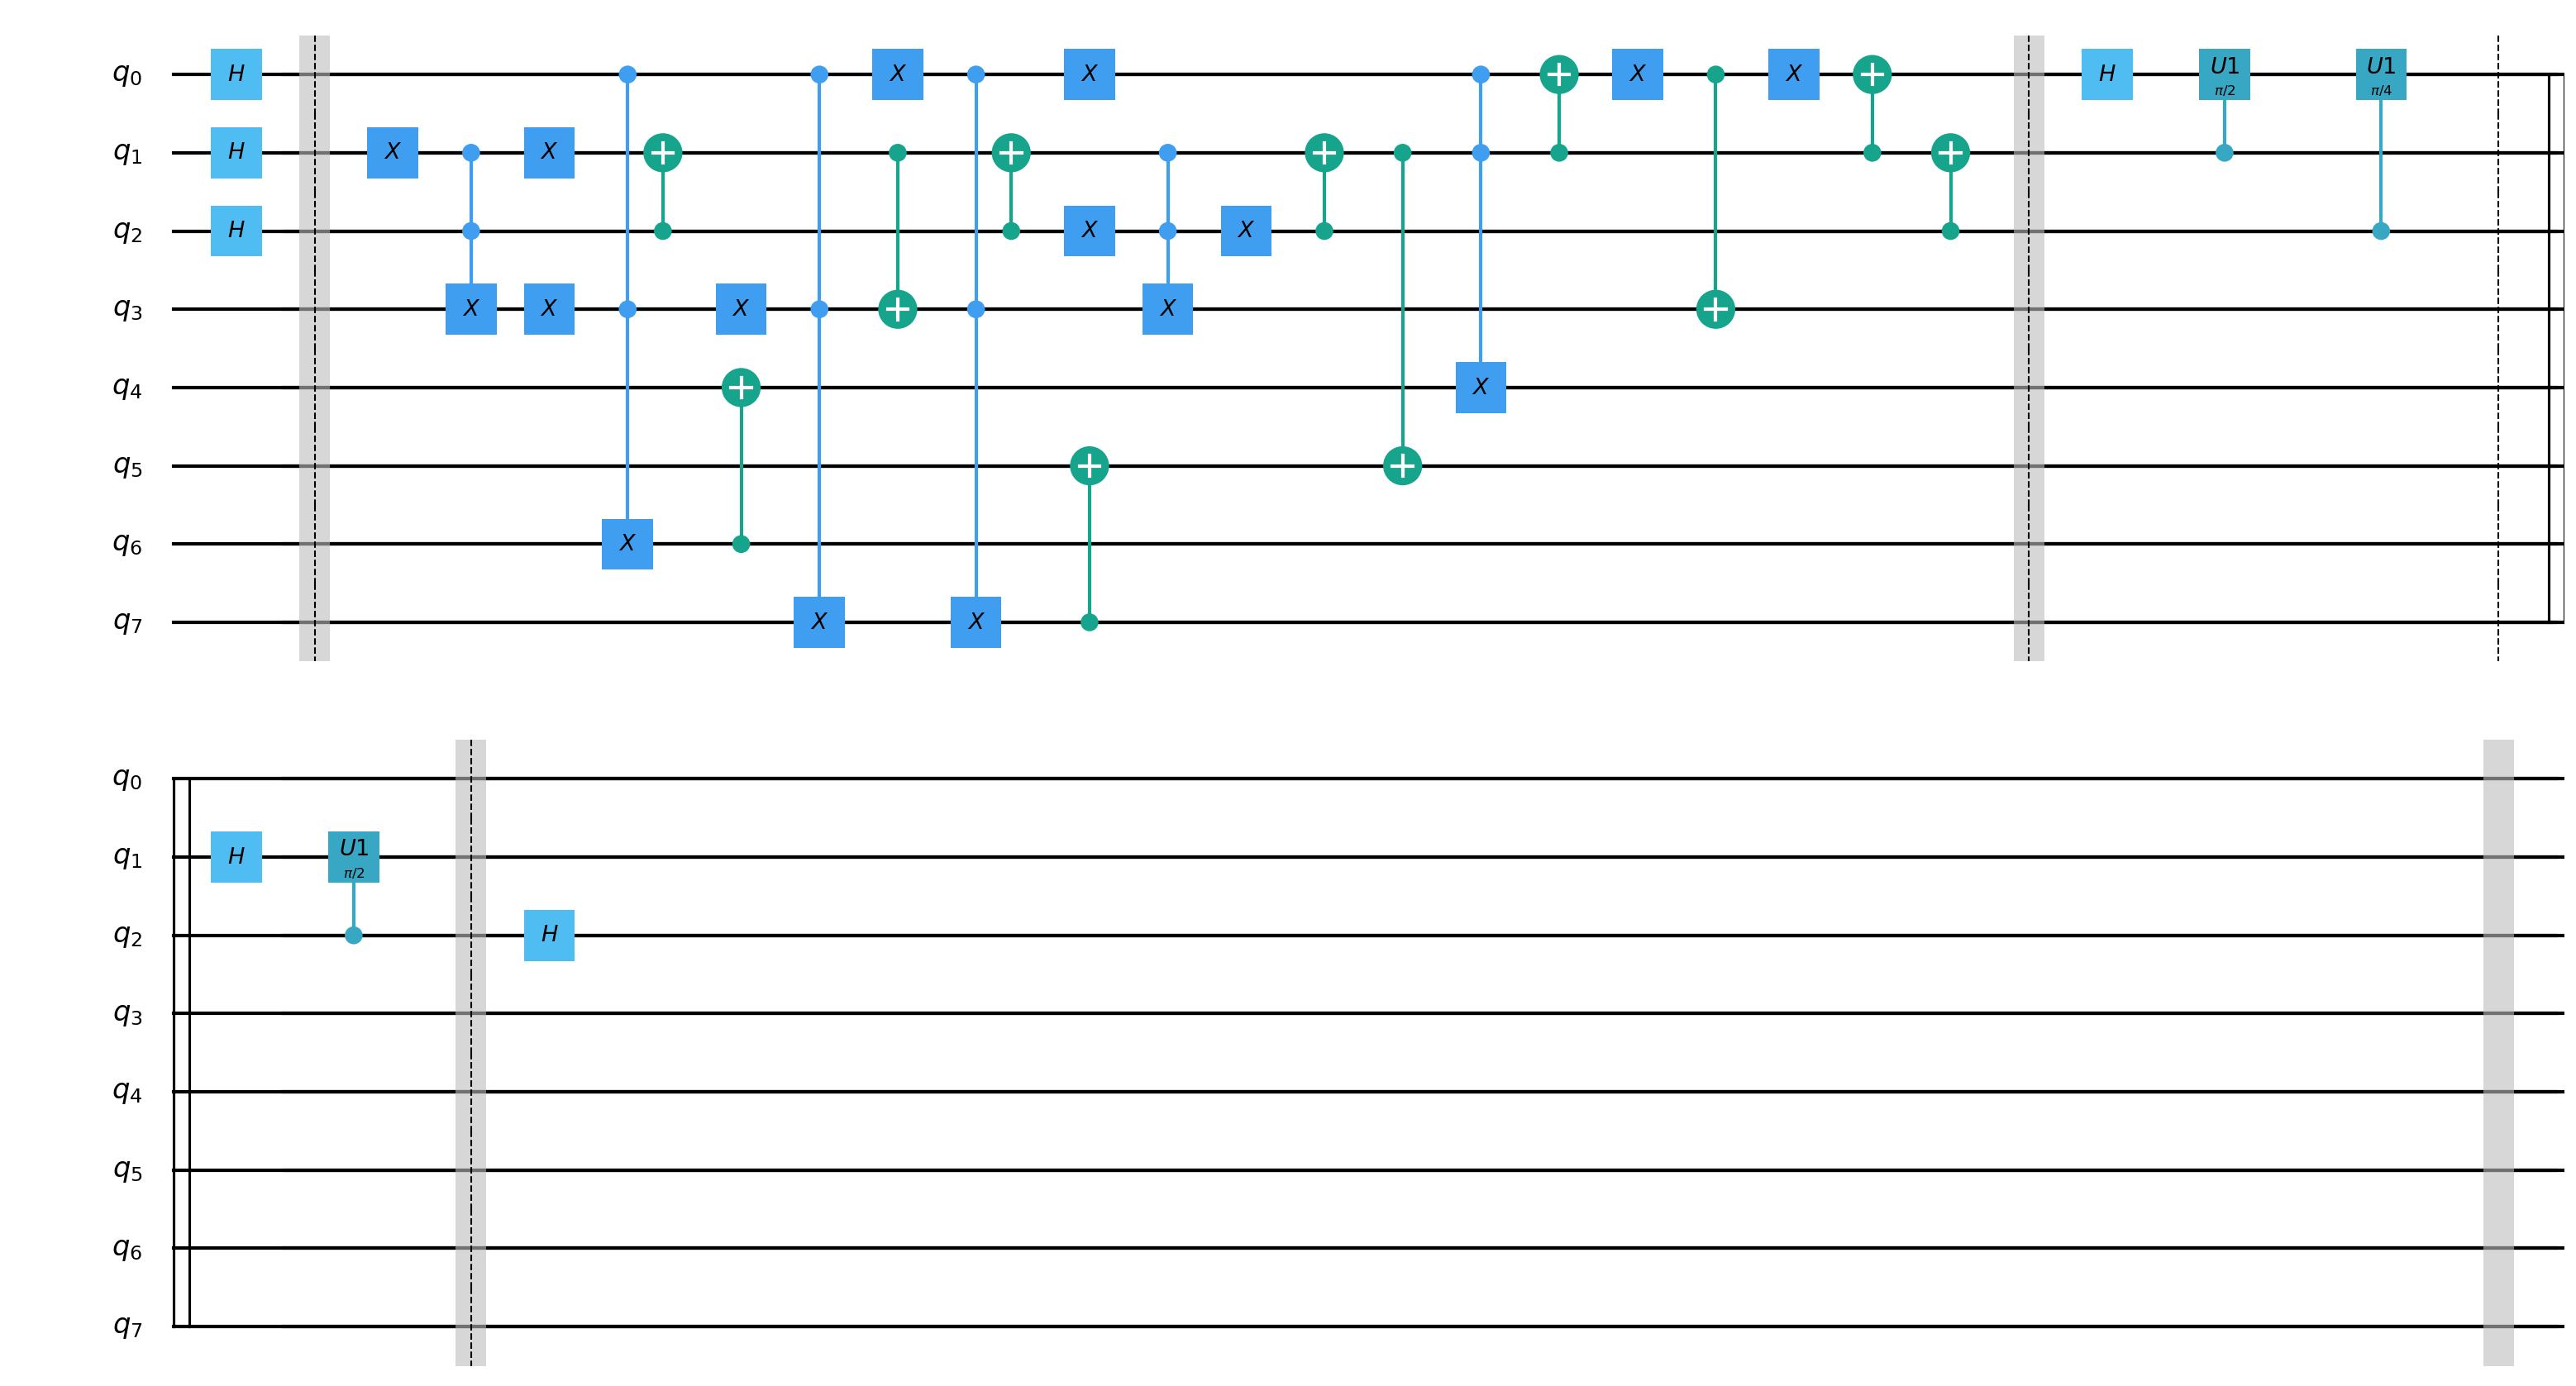 q0 H X X H U1 π/2 U1 π/4
q1 H X X
q2 H X X
q3 X X X X
q4 X
q5
q6 X
q7 X X
q0
q1 H U1 π/2
q2 H
q3
q4
q5
q6
q7